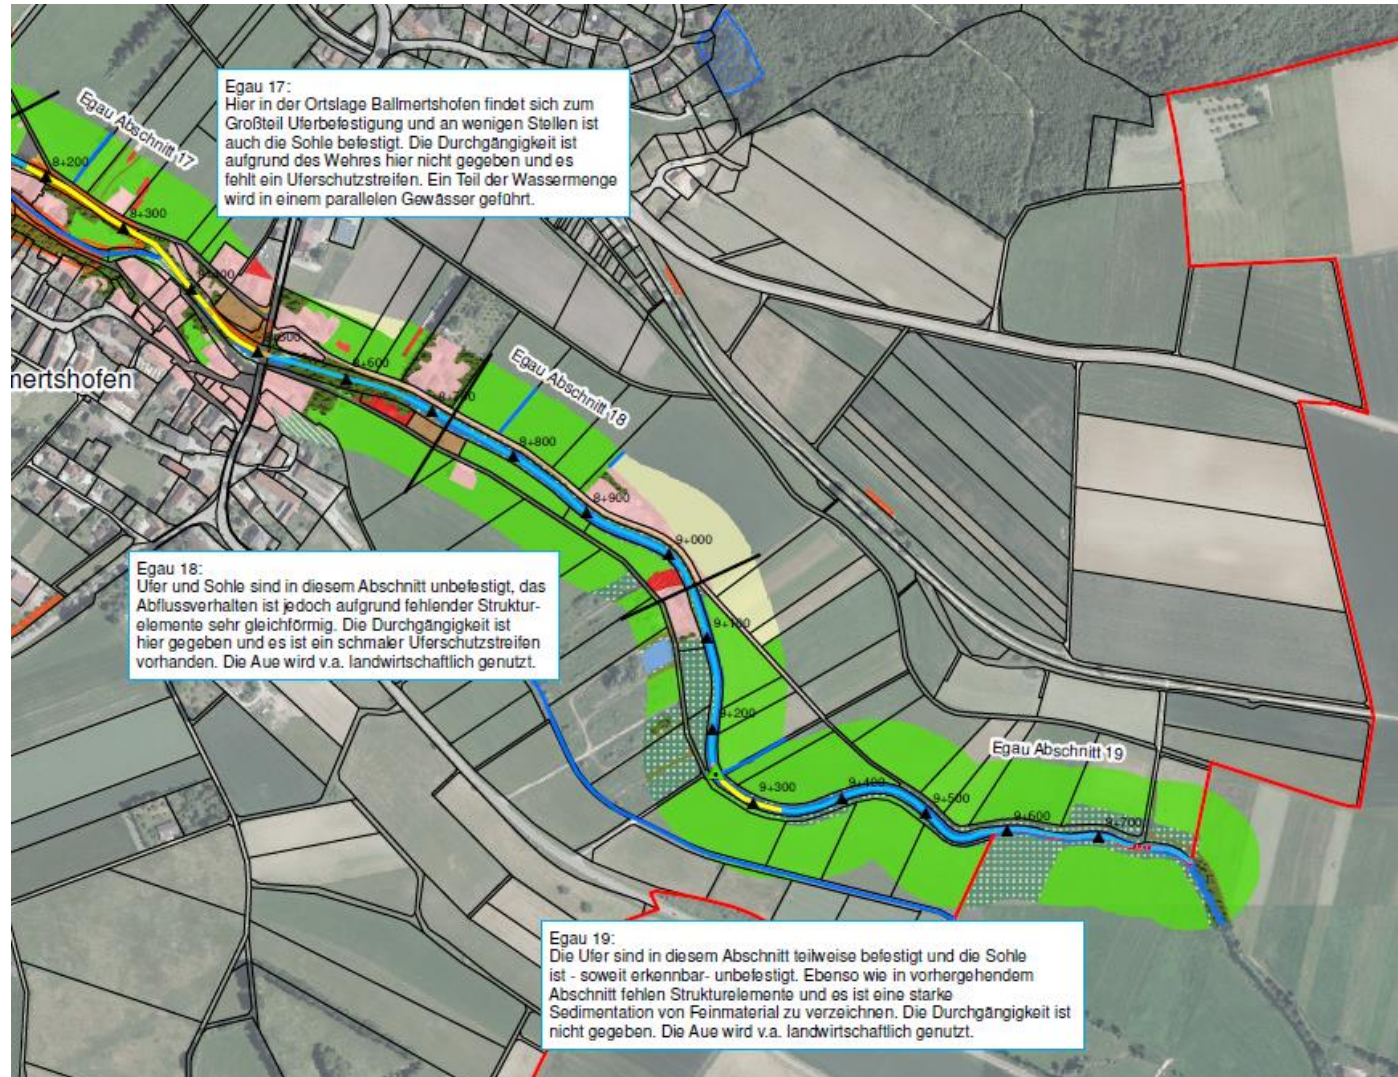 Egau Abschnitt 17
Egau 17:
Hier in der Ortslage Ballmertshofen findet sich zum
Großteil Uferbefestigung und an wenigen Stellen ist
auch die Sohle befestigt. Die Durchgängigkeit ist
aufgrund des Wehres hier nicht gegeben und es
fehlt ein Uferschutzstreifen. Ein Teil der Wassermenge
wird in einem parallelen Gewässer geführt.
8+200
8+300
8+600
mertshofen
Egau Abschnitt 18
8+800
8+900
9+000
Egau 18:
Ufer und Sohle sind in diesem Abschnitt unbefestigt, das
Abflussverhalten ist jedoch aufgrund fehlender Struktur-
elemente sehr gleichförmig. Die Durchgängigkeit ist
hier gegeben und es ist ein schmaler Uferschutzstreifen
vorhanden. Die Aue wird v.a. landwirtschaftlich genutzt.
9+100
9+200
Egau Abschnitt 19
9+300
9+400
9+500
9+600
9+700
Egau 19:
Die Ufer sind in diesem Abschnitt teilweise befestigt und die Sohle
ist - soweit erkennbar- unbefestigt. Ebenso wie in vorhergehendem
Abschnitt fehlen Strukturelemente und es ist eine starke
Sedimentation von Feinmaterial zu verzeichnen. Die Durchgängigkeit ist
nicht gegeben. Die Aue wird v.a. landwirtschaftlich genutzt.